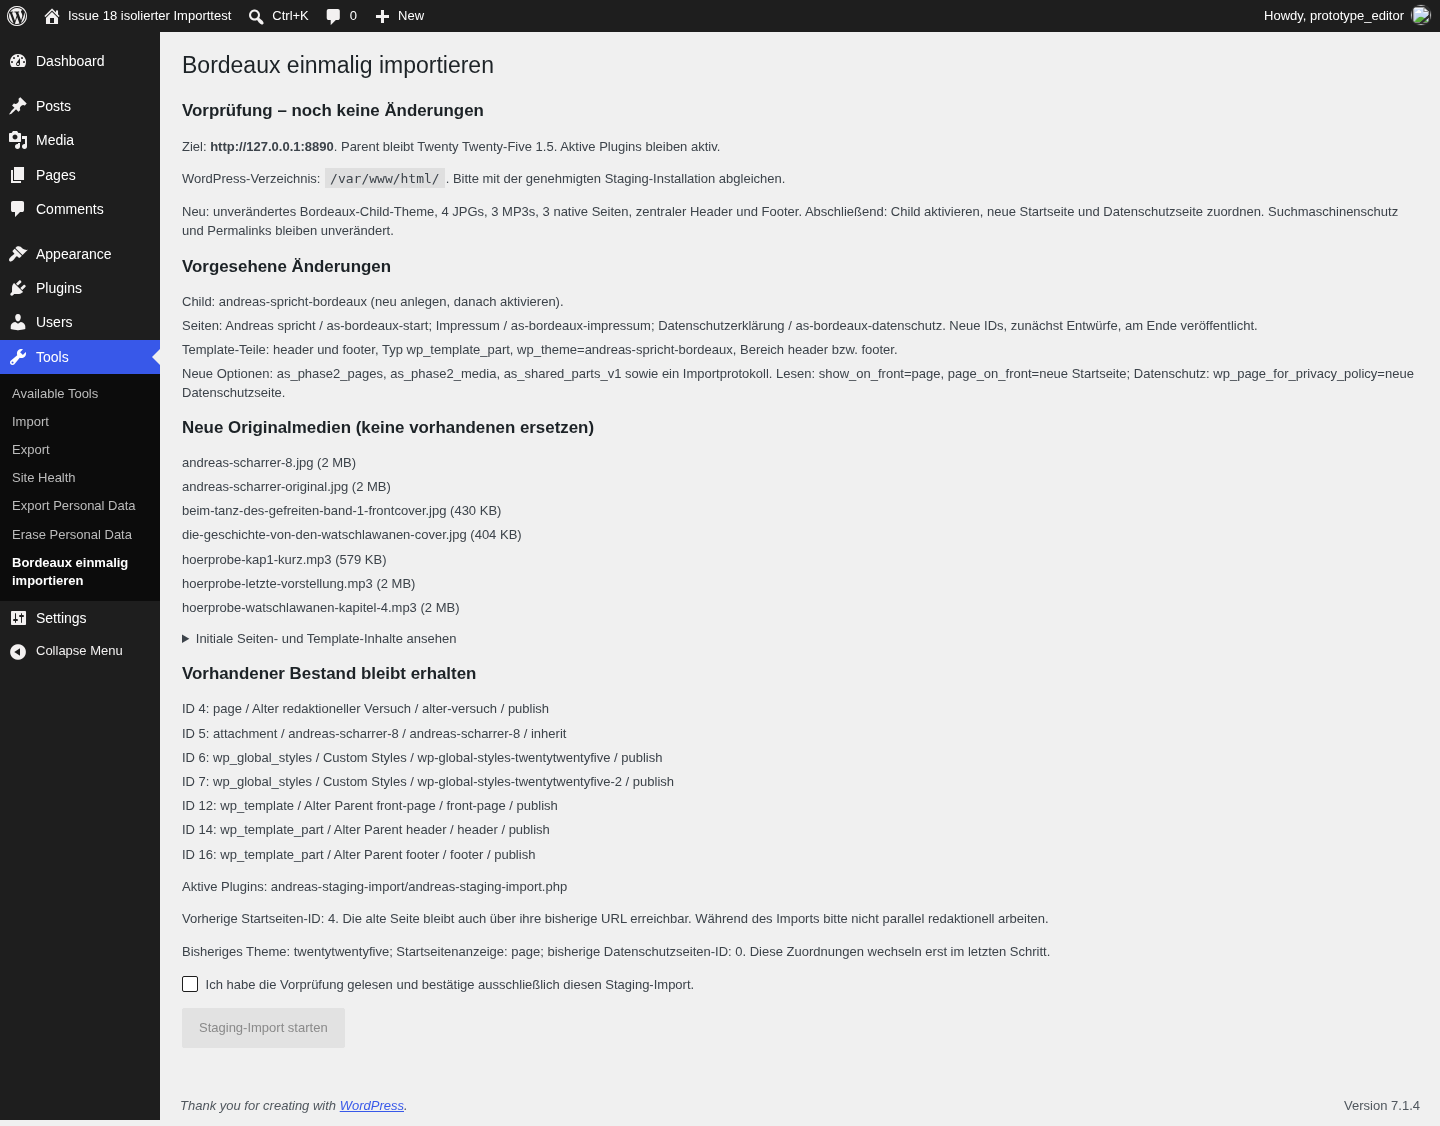 Issue 18 isolierter Importtest
Ctrl+K
0
New
Howdy, prototype_editor
Dashboard
Posts
Media
Pages
Comments
Appearance
Plugins
Users
Tools
Available Tools
Import
Export
Site Health
Export Personal Data
Erase Personal Data
Bordeaux einmalig
importieren
Settings
Collapse Menu
Bordeaux einmalig importieren
Vorprüfung – noch keine Änderungen
Ziel: http://127.0.0.1:8890. Parent bleibt Twenty Twenty-Five 1.5. Aktive Plugins bleiben aktiv.
WordPress-Verzeichnis: /var/www/html/. Bitte mit der genehmigten Staging-Installation abgleichen.
Neu: unverändertes Bordeaux-Child-Theme, 4 JPGs, 3 MP3s, 3 native Seiten, zentraler Header und Footer. Abschließend: Child aktivieren, neue Startseite und Datenschutzseite zuordnen. Suchmaschinenschutz
und Permalinks bleiben unverändert.
Vorgesehene Änderungen
Child: andreas-spricht-bordeaux (neu anlegen, danach aktivieren).
Seiten: Andreas spricht / as-bordeaux-start; Impressum / as-bordeaux-impressum; Datenschutzerklärung / as-bordeaux-datenschutz. Neue IDs, zunächst Entwürfe, am Ende veröffentlicht.
Template-Teile: header und footer, Typ wp_template_part, wp_theme=andreas-spricht-bordeaux, Bereich header bzw. footer.
Neue Optionen: as_phase2_pages, as_phase2_media, as_shared_parts_v1 sowie ein Importprotokoll. Lesen: show_on_front=page, page_on_front=neue Startseite; Datenschutz: wp_page_for_privacy_policy=neue
Datenschutzseite.
Neue Originalmedien (keine vorhandenen ersetzen)
andreas-scharrer-8.jpg (2 MB)
andreas-scharrer-original.jpg (2 MB)
beim-tanz-des-gefreiten-band-1-frontcover.jpg (430 KB)
die-geschichte-von-den-watschlawanen-cover.jpg (404 KB)
hoerprobe-kap1-kurz.mp3 (579 KB)
hoerprobe-letzte-vorstellung.mp3 (2 MB)
hoerprobe-watschlawanen-kapitel-4.mp3 (2 MB)
Initiale Seiten- und Template-Inhalte ansehen
Vorhandener Bestand bleibt erhalten
ID 4: page / Alter redaktioneller Versuch / alter-versuch / publish
ID 5: attachment / andreas-scharrer-8 / andreas-scharrer-8 / inherit
ID 6: wp_global_styles / Custom Styles / wp-global-styles-twentytwentyfive / publish
ID 7: wp_global_styles / Custom Styles / wp-global-styles-twentytwentyfive-2 / publish
ID 12: wp_template / Alter Parent front-page / front-page / publish
ID 14: wp_template_part / Alter Parent header / header / publish
ID 16: wp_template_part / Alter Parent footer / footer / publish
Aktive Plugins: andreas-staging-import/andreas-staging-import.php
Vorherige Startseiten-ID: 4. Die alte Seite bleibt auch über ihre bisherige URL erreichbar. Während des Imports bitte nicht parallel redaktionell arbeiten.
Bisheriges Theme: twentytwentyfive; Startseitenanzeige: page; bisherige Datenschutzseiten-ID: 0. Diese Zuordnungen wechseln erst im letzten Schritt.
Ich habe die Vorprüfung gelesen und bestätige ausschließlich diesen Staging-Import.
Staging-Import starten
Thank you for creating with WordPress.
Version 7.1.4